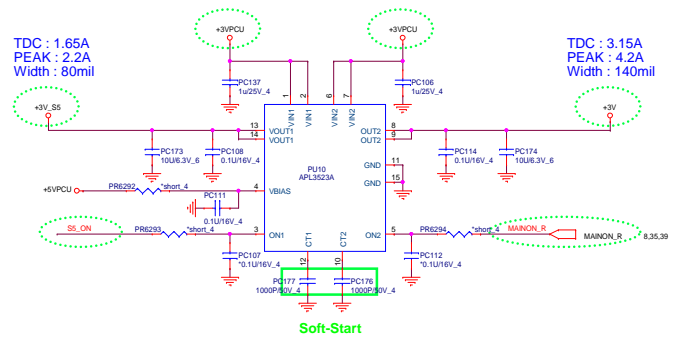 +3VPCU
+3VPCU
TDC : 1.65A
PEAK : 2.2A
Width : 80mil
TDC : 3.15A
PEAK : 4.2A
Width : 140mil
PC137
1u/25V_4
PC106
1u/25V_4
1
2
6
7
VIN1
VIN1
VIN2
VIN2
+3V_S5
+3V
13
14
VOUT1
VOUT1
8
9
OUT2
OUT2
PC173
10U/6.3V_6
PC108
0.1U/16V_4
PC114
0.1U/16V_4
PC174
10U/6.3V_6
PU10
APL3523A
GND
11
GND
15
+5VPCU
PR6292
*short_4
4
VBIAS
PC111
0.1U/16V_4
S5_ON
PR6293
*short_4
3
ON1
ON2
5
PR6294
*short_4
MAINON_R
MAINON_R
8,35,39
CT1
CT2
PC107
*0.1U/16V_4
PC112
*0.1U/16V_4
12
10
PC177
1000P/50V_4
PC176
1000P/50V_4
Soft-Start